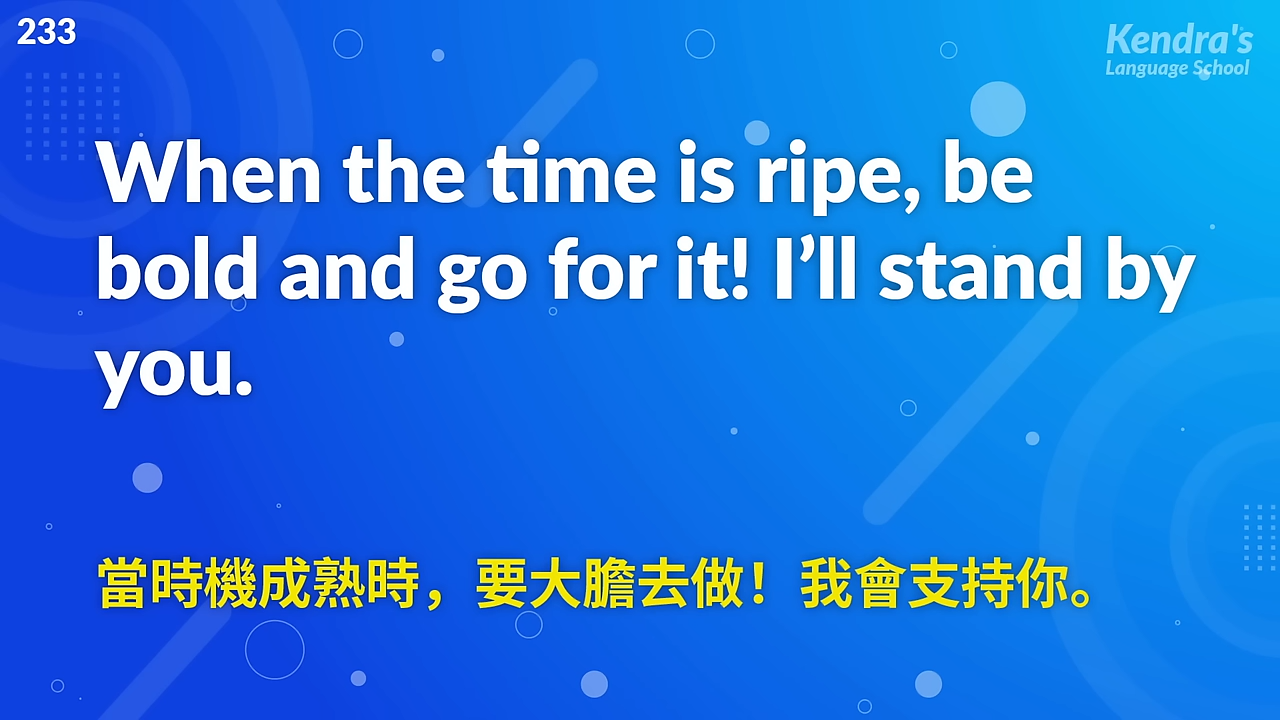 233
Kendra's
Language School
When the time is ripe, be
bold and go for it! I’ll stand by
you.
當時機成熟時，要大膽去做！我會支持你。